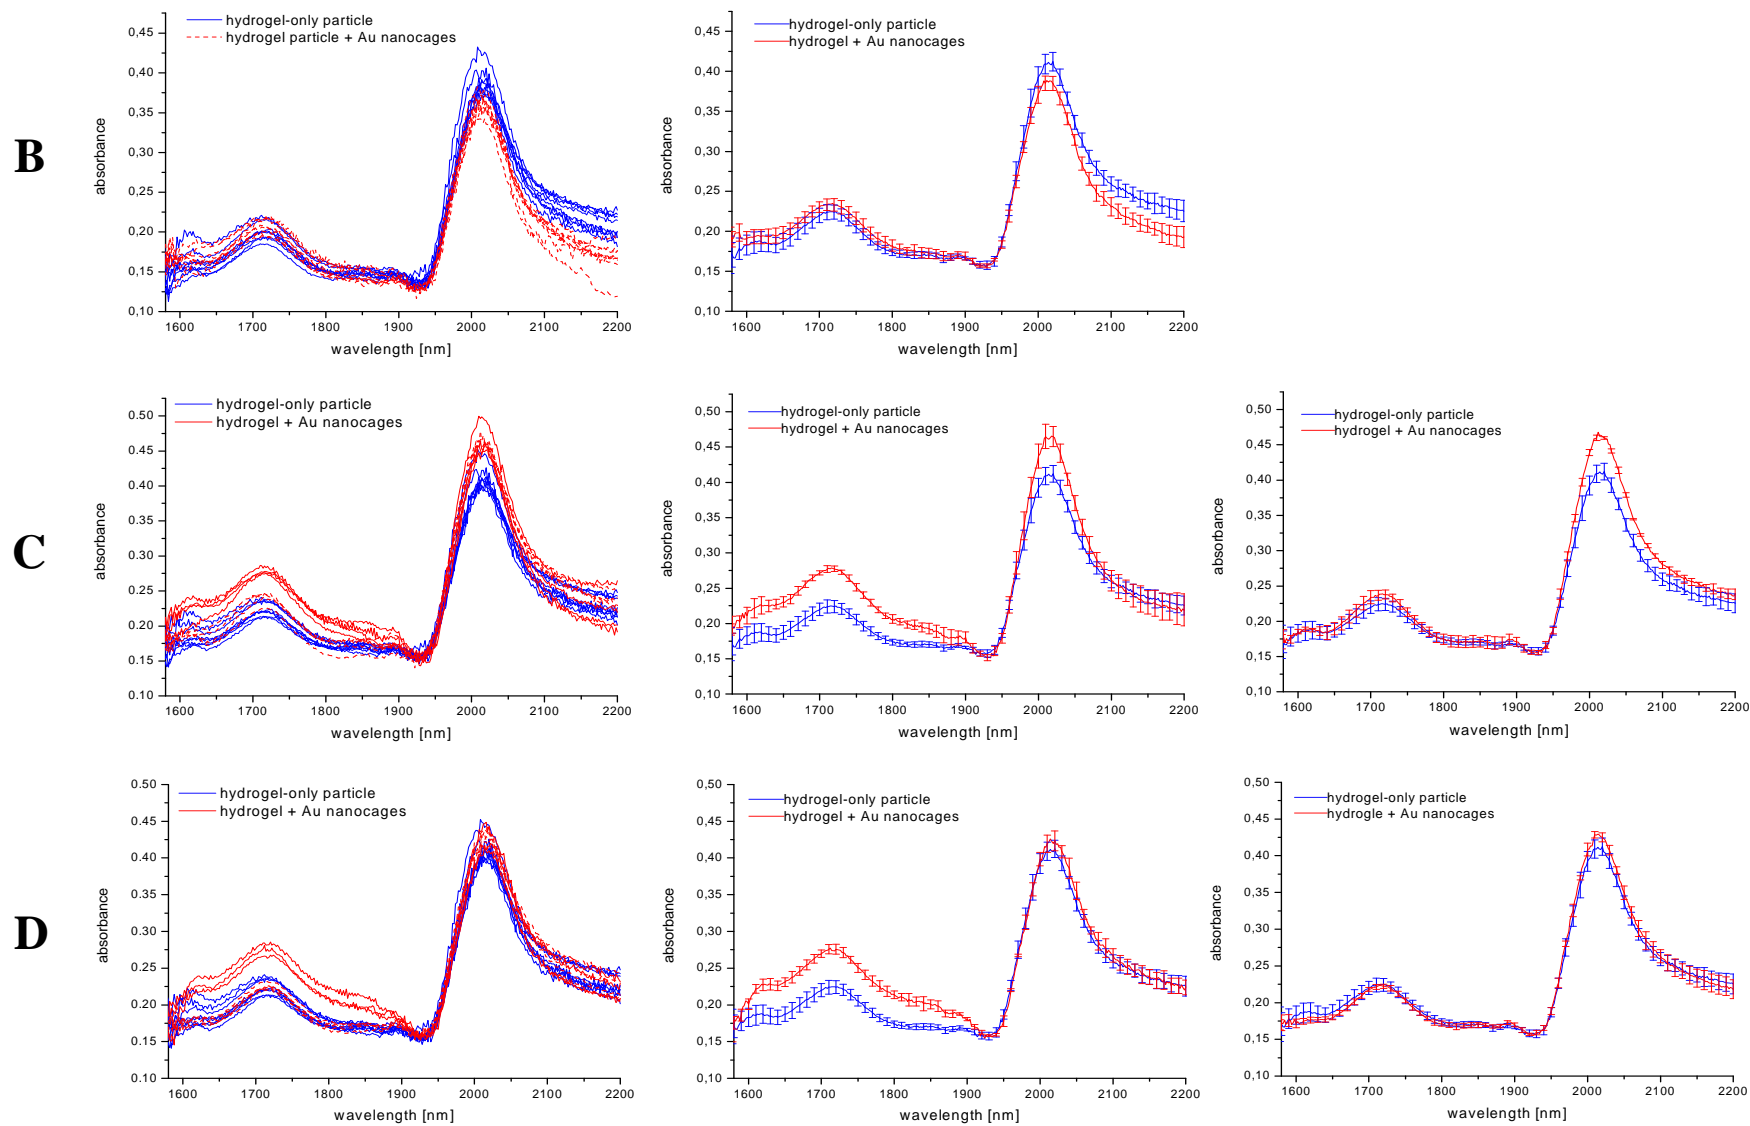 B
hydrogel-only particle
hydrogel particle + Au nanocages
absorbance
0,45
0,40
0,35
0,30
0,25
0,20
0,15
0,10
1600 1700 1800 1900 2000 2100 2200
wavelength [nm]
hydrogel-only particle
hydrogel + Au nanocages
absorbance
0,45
0,40
0,35
0,30
0,25
0,20
0,15
0,10
1600 1700 1800 1900 2000 2100 2200
wavelength [nm]
C
hydrogel-only particle
hydrogel + Au nanocages
absorbance
0.50
0.45
0.40
0.35
0.30
0.25
0.20
0.15
0.10
1600 1700 1800 1900 2000 2100 2200
wavelength [nm]
hydrogel-only particle
hydrogel + Au nanocages
absorbance
0,50
0,45
0,40
0,35
0,30
0,25
0,20
0,15
0,10
1600 1700 1800 1900 2000 2100 2200
wavelength [nm]
hydrogel-only particle
hydrogel + Au nanocages
absorbance
0,50
0,45
0,40
0,35
0,30
0,25
0,20
0,15
0,10
1600 1700 1800 1900 2000 2100 2200
wavelength [nm]
D
hydrogel-only particle
hydrogel + Au nanocages
absorbance
0.50
0.45
0.40
0.35
0.30
0.25
0.20
0.15
0.10
1600 1700 1800 1900 2000 2100 2200
wavelength [nm]
hydrogel-only particle
hydrogel + Au nanocages
absorbance
0,50
0,45
0,40
0,35
0,30
0,25
0,20
0,15
0,10
1600 1700 1800 1900 2000 2100 2200
wavelength [nm]
hydrogel-only particle
hydrogle + Au nanocages
absorbance
0,50
0,45
0,40
0,35
0,30
0,25
0,20
0,15
0,10
1600 1700 1800 1900 2000 2100 2200
wavelength [nm]